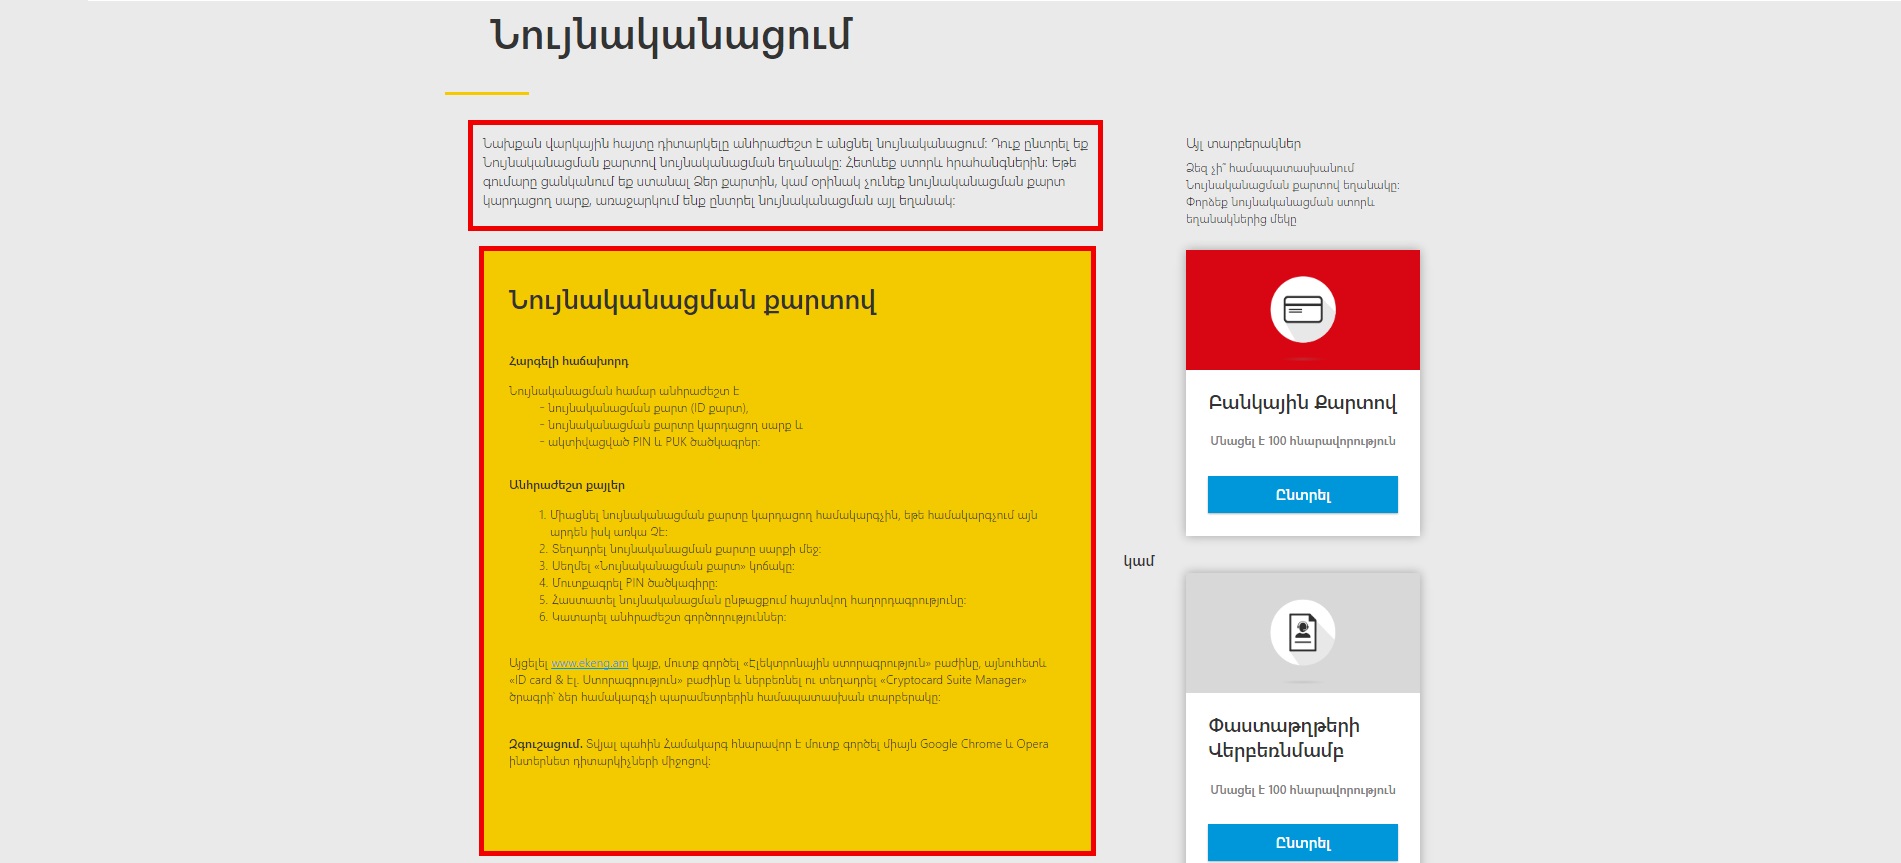 Նույնականացում
Նախքան վարկային հայտը դիտարկելը անհրաժեշտ է անցնել նույնականացում: Դուք ընտրել եք
Նույնականացման քարտով նույնականացման եղանակը: Հետևեք ստորև հրահանգներին: Եթե
գումարը ցանկանում եք ստանալ Ձեր քարտին, կամ օրինակ չունեք նույնականացման քարտ
կարդացող սարք, առաջարկում ենք ընտրել նույնականացման այլ եղանակ:
Նույնականացման քարտով
Հարգելի հաճախորդ
Նույնականացման համար անհրաժեշտ է
- նույնականացման քարտ (ID քարտ),
- նույնականացման քարտը կարդացող սարք և
- ակտիվացված PIN և PUK ծածկագրեր:
Անհրաժեշտ քայլեր
1. Միացնել նույնականացման քարտը կարդացող համակարգչին, եթե համակարգչում այն
արդեն իսկ առկա ՉԷ:
2. Տեղադրել նույնականացման քարտը սարքի մեջ:
3. Սեղմել «Նույնականացման քարտ» կոճակը:
4. Մուտքագրել PIN ծածկագիրը:
5. Հաստատել նույնականացման ընթացքում հայտնվող հաղորդագրությունը:
6. Կատարել անհրաժեշտ գործողություններ:
Այցելել www.ekeng.am կայք, մուտք գործել «Էլեկտրոնային ստորագրություն» բաժինը, այնուհետև
«ID card & Էլ. Ստորագրություն» բաժինը և ներբեռնել ու տեղադրել «Cryptocard Suite Manager»
ծրագրի՝ ձեր համակարգչի պարամետրերին համապատասխան տարբերակը:
Զգուշացում. Տվյալ պահին Համակարգ հնարավոր է մուտք գործել միայն Google Chrome և Opera
ինտերնետ դիտարկիչների միջոցով:
կամ
Այլ տարբերակներ
Ձեզ չի՞ համապատասխանում
Նույնականացման քարտով եղանակը:
Փորձեք նույնականացման ստորև
եղանակներից մեկը
Բանկային Քարտով
Մնացել է 100 հնարավորություն
Ընտրել
Փաստաթղթերի
Վերբեռնմամբ
Մնացել է 100 հնարավորություն
Ընտրել